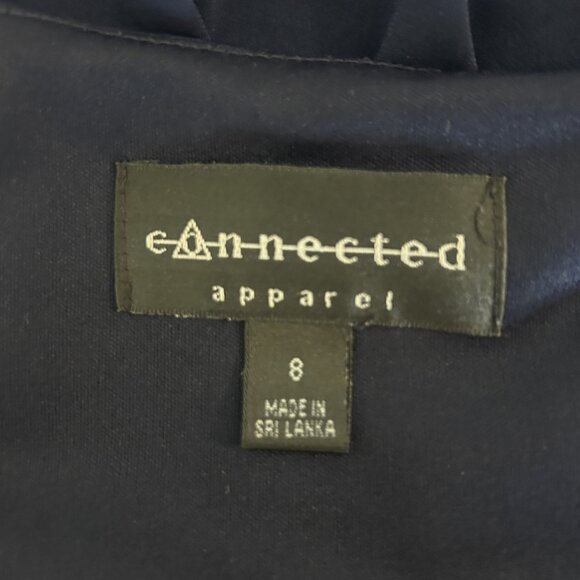 connected
apparel
8
MADE IN
SRI LANKA